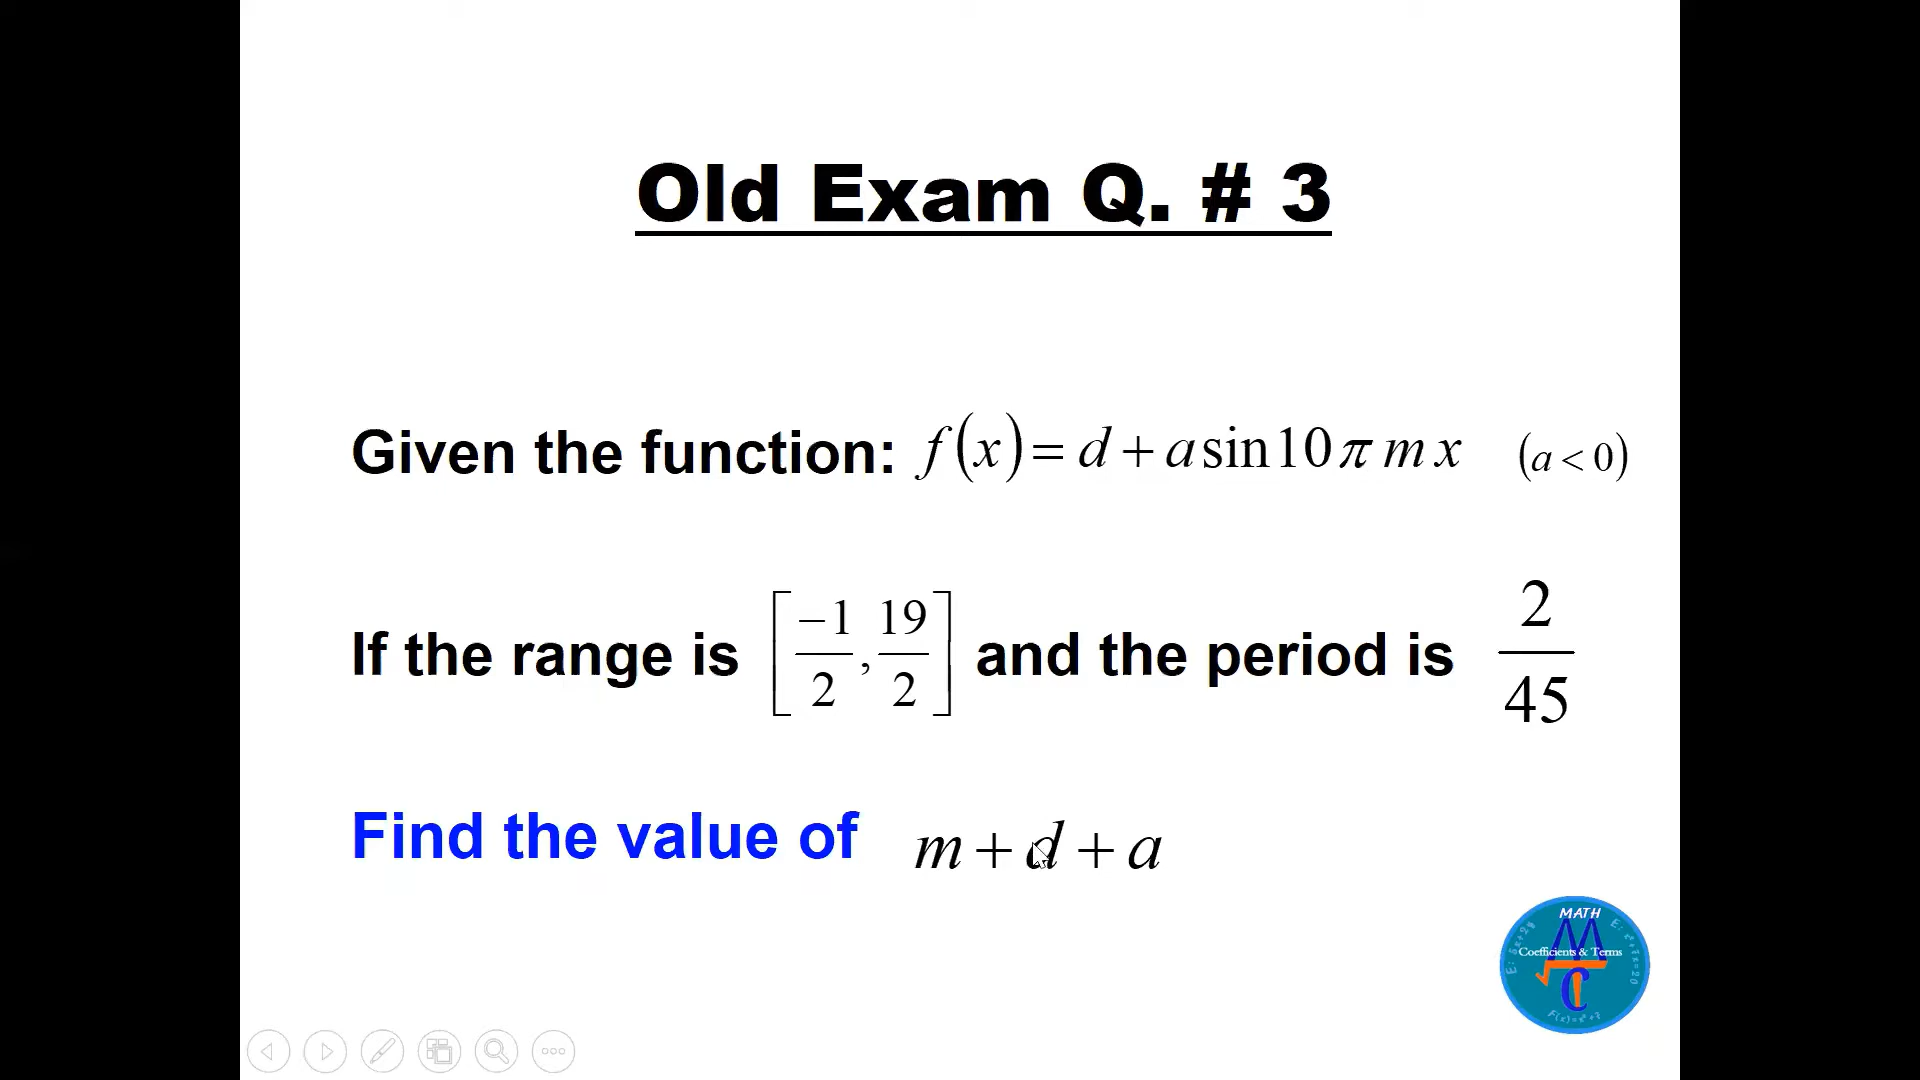 Old Exam Q. # 3
Given the function: f(x) = d + a sin 10 π m x (a < 0)
If the range is [-1/2, 19/2] and the period is 2/45
Find the value of m + d + a
MATH
Coefficients & Terms